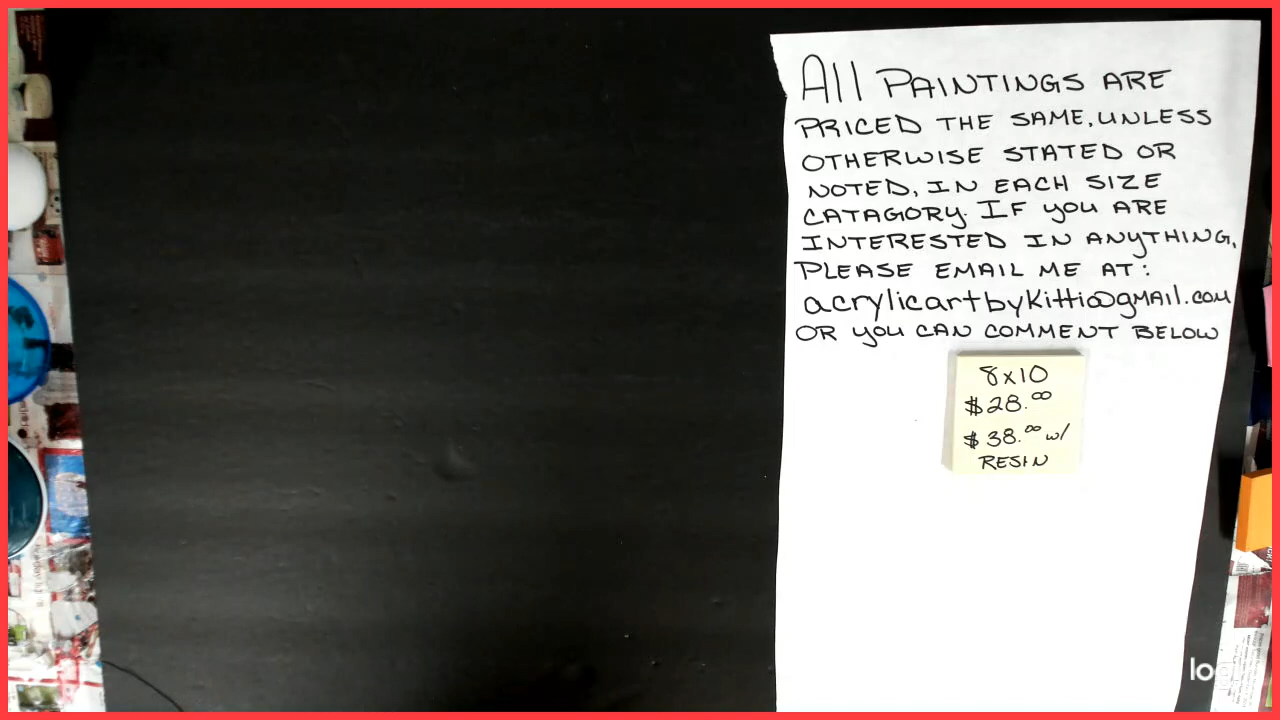 All PAINTINGS ARE
PRICED THE SAME, UNLESS
OTHERWISE STATED OR
NOTED, IN EACH SIZE
CATAGORY. IF YOU ARE
INTERESTED IN ANYTHING,
PLEASE EMAIL ME AT:
acrylicartbyKitti@gmail.com
OR YOU CAN COMMENT BELOW
8x10
$28.00
$38.00 w/
RESIN
logi